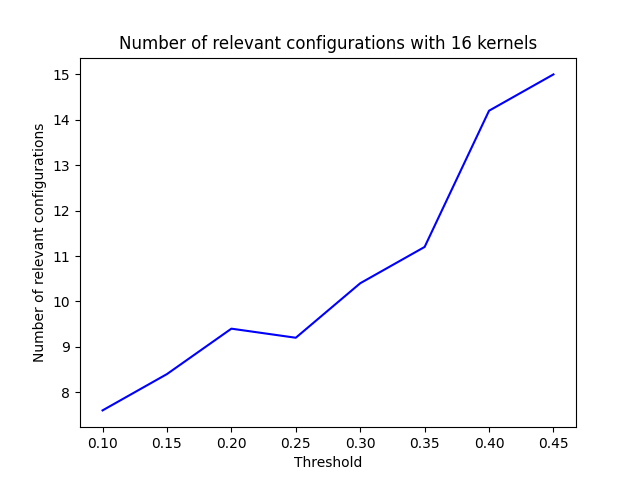 Number of relevant configurations with 16 kernels
15
14
13
12
11
10
9
8
Number of relevant configurations
0.10 0.15 0.20 0.25 0.30 0.35 0.40 0.45
Threshold